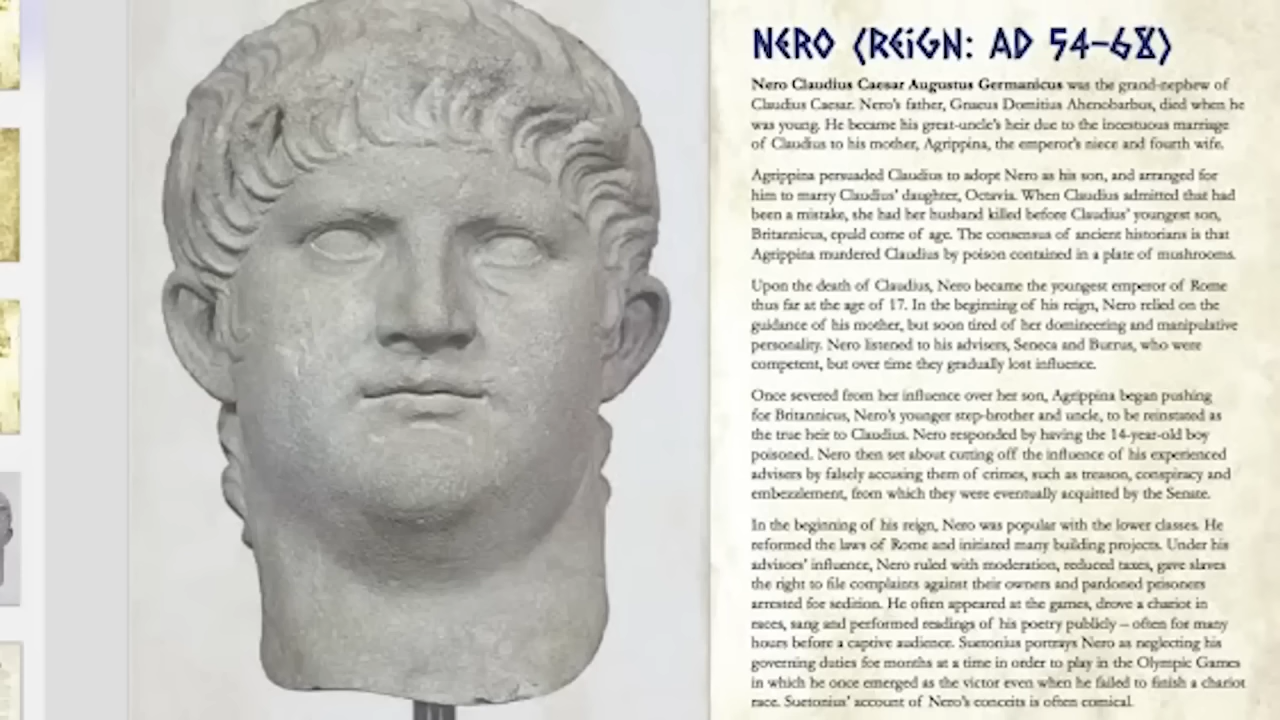 NERO (REIGN: AD 54–68)
Nero Claudius Caesar Augustus Germanicus was the grand-nephew of
Claudius Caesar. Nero's father, Gnaeus Domitius Ahenobarbus, died when he
was young. He became his great-uncle's heir due to the incestuous marriage
of Claudius to his mother, Agrippina, the emperor's niece and fourth wife.
Agrippina persuaded Claudius to adopt Nero as his son, and arranged for
him to marry Claudius' daughter, Octavia. When Claudius admitted that had
been a mistake, she had her husband killed before Claudius' youngest son,
Britannicus, could come of age. The consensus of ancient historians is that
Agrippina murdered Claudius by poison contained in a plate of mushrooms.
Upon the death of Claudius, Nero became the youngest emperor of Rome
thus far at the age of 17. In the beginning of his reign, Nero relied on the
guidance of his mother, but soon tired of her domineering and manipulative
personality. Nero listened to his advisers, Seneca and Burrus, who were
competent, but over time they gradually lost influence.
Once severed from her influence over her son, Agrippina began pushing
for Britannicus, Nero's younger step-brother and uncle, to be reinstated as
the true heir to Claudius. Nero responded by having the 14-year-old boy
poisoned. Nero then set about cutting off the influence of his experienced
advisers by falsely accusing them of crimes, such as treason, conspiracy and
embezzlement, from which they were eventually acquitted by the Senate.
In the beginning of his reign, Nero was popular with the lower classes. He
reformed the laws of Rome and initiated many building projects. Under his
advisors' influence, Nero ruled with moderation, reduced taxes, gave slaves
the right to file complaints against their owners and pardoned prisoners
arrested for sedition. He often appeared at the games, drove a chariot in
races, sang and performed readings of his poetry publicly – often for many
hours before a captive audience. Suetonius portrays Nero as neglecting his
governing duties for months at a time in order to play in the Olympic Games
in which he once emerged as the victor even when he failed to finish a chariot
race. Suetonius' account of Nero's conceits is often comical.